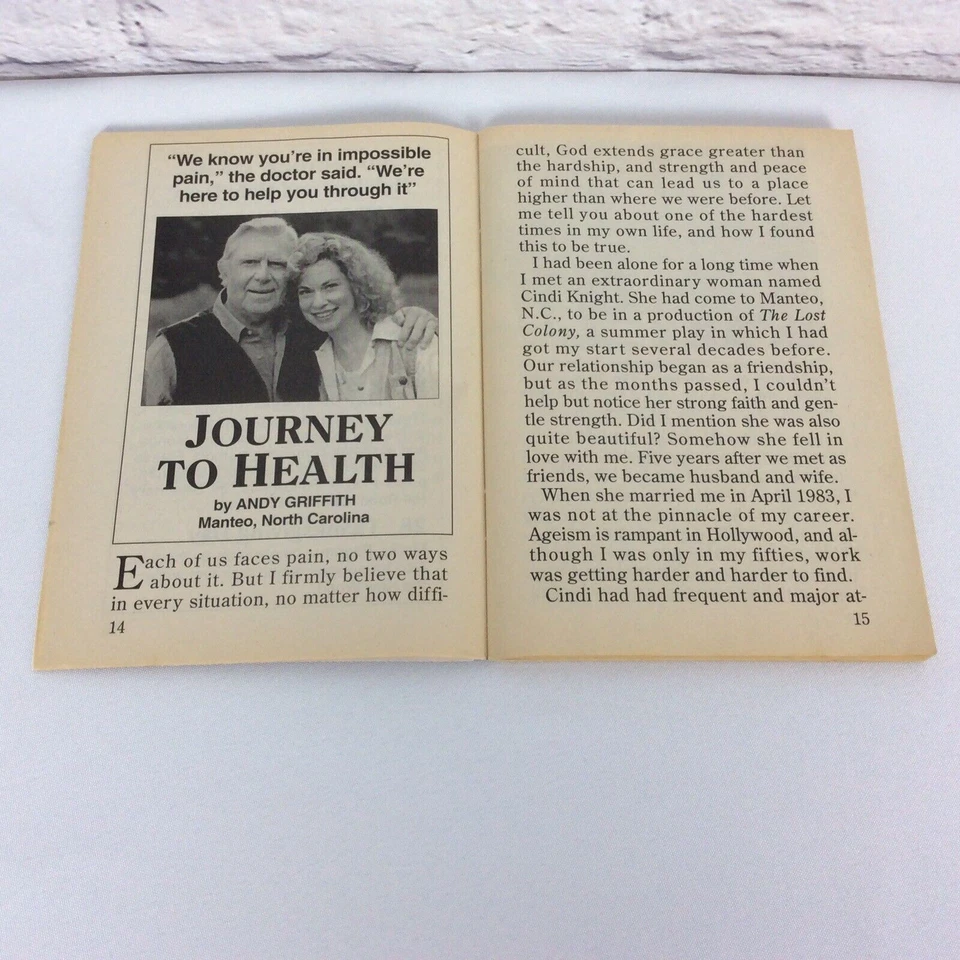 “We know you’re in impossible
pain,” the doctor said. “We’re
here to help you through it”
JOURNEY
TO HEALTH
by ANDY GRIFFITH
Manteo, North Carolina
Each of us faces pain, no two ways
about it. But I firmly believe that
in every situation, no matter how diffi-
14
cult, God extends grace greater than
the hardship, and strength and peace
of mind that can lead us to a place
higher than where we were before. Let
me tell you about one of the hardest
times in my own life, and how I found
this to be true.
I had been alone for a long time when
I met an extraordinary woman named
Cindi Knight. She had come to Manteo,
N.C., to be in a production of The Lost
Colony, a summer play in which I had
got my start several decades before.
Our relationship began as a friendship,
but as the months passed, I couldn’t
help but notice her strong faith and gen-
tle strength. Did I mention she was also
quite beautiful? Somehow she fell in
love with me. Five years after we met as
friends, we became husband and wife.
When she married me in April 1983, I
was not at the pinnacle of my career.
Ageism is rampant in Hollywood, and al-
though I was only in my fifties, work
was getting harder and harder to find.
Cindi had had frequent and major at-
15